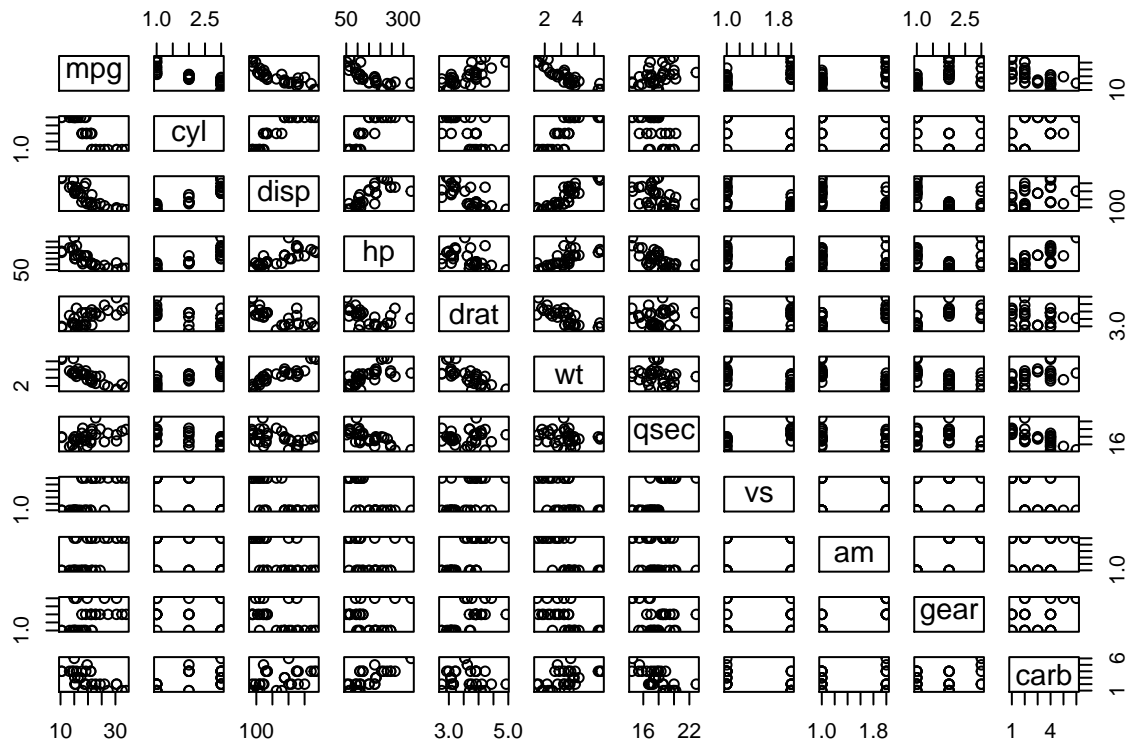 1.0 2.5 50 300 2 4 1.0 1.8 1.0 2.5
mpg 10
1.0 cyl
disp 100
50 hp
drat 3.0
2 wt
qsec 16
1.0 vs
am 1.0
1.0 gear
carb 1 6
10 30 100 3.0 5.0 16 22 1.0 1.8 1 4